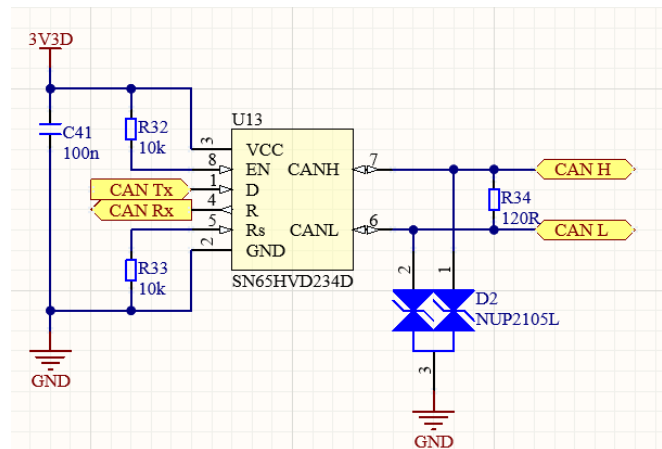 3V3D
C41
100n
R32
10k
U13
3
VCC
8
EN
CANH
7
CAN Tx
1
D
CAN Rx
4
R
5
Rs
CANL
6
2
GND
SN65HVD234D
R33
10k
CAN H
R34
120R
CAN L
2
1
D2
NUP2105L
3
GND
GND